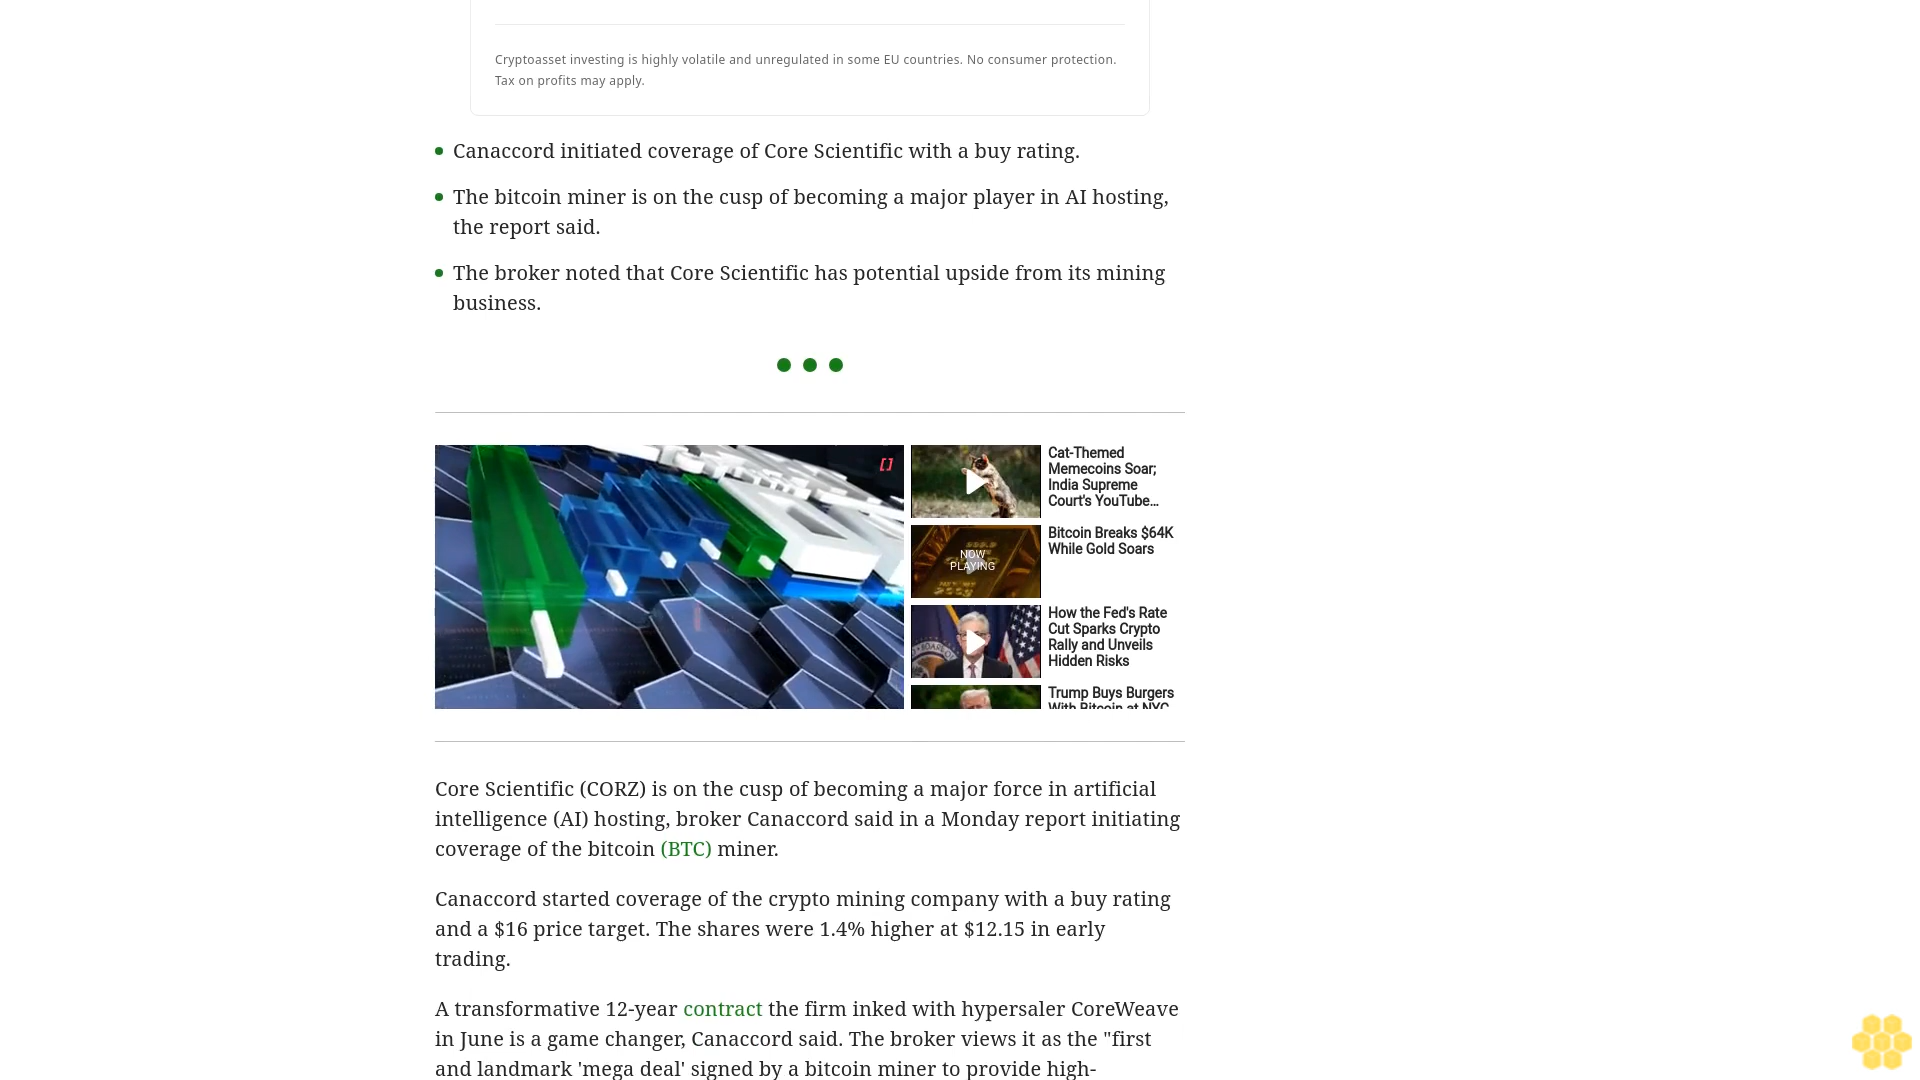 Cryptoasset investing is highly volatile and unregulated in some EU countries. No consumer protection.
Tax on profits may apply.
Canaccord initiated coverage of Core Scientific with a buy rating.
The bitcoin miner is on the cusp of becoming a major player in AI hosting,
the report said.
The broker noted that Core Scientific has potential upside from its mining
business.
Cat-Themed
Memecoins Soar;
India Supreme
Court's YouTube...
NOW
PLAYING
Bitcoin Breaks $64K
While Gold Soars
How the Fed's Rate
Cut Sparks Crypto
Rally and Unveils
Hidden Risks
Trump Buys Burgers
With Bitcoin at NYC
Core Scientific (CORZ) is on the cusp of becoming a major force in artificial
intelligence (AI) hosting, broker Canaccord said in a Monday report initiating
coverage of the bitcoin (BTC) miner.
Canaccord started coverage of the crypto mining company with a buy rating
and a $16 price target. The shares were 1.4% higher at $12.15 in early
trading.
A transformative 12-year contract the firm inked with hypersaler CoreWeave
in June is a game changer, Canaccord said. The broker views it as the "first
and landmark 'mega deal' signed by a bitcoin miner to provide high-